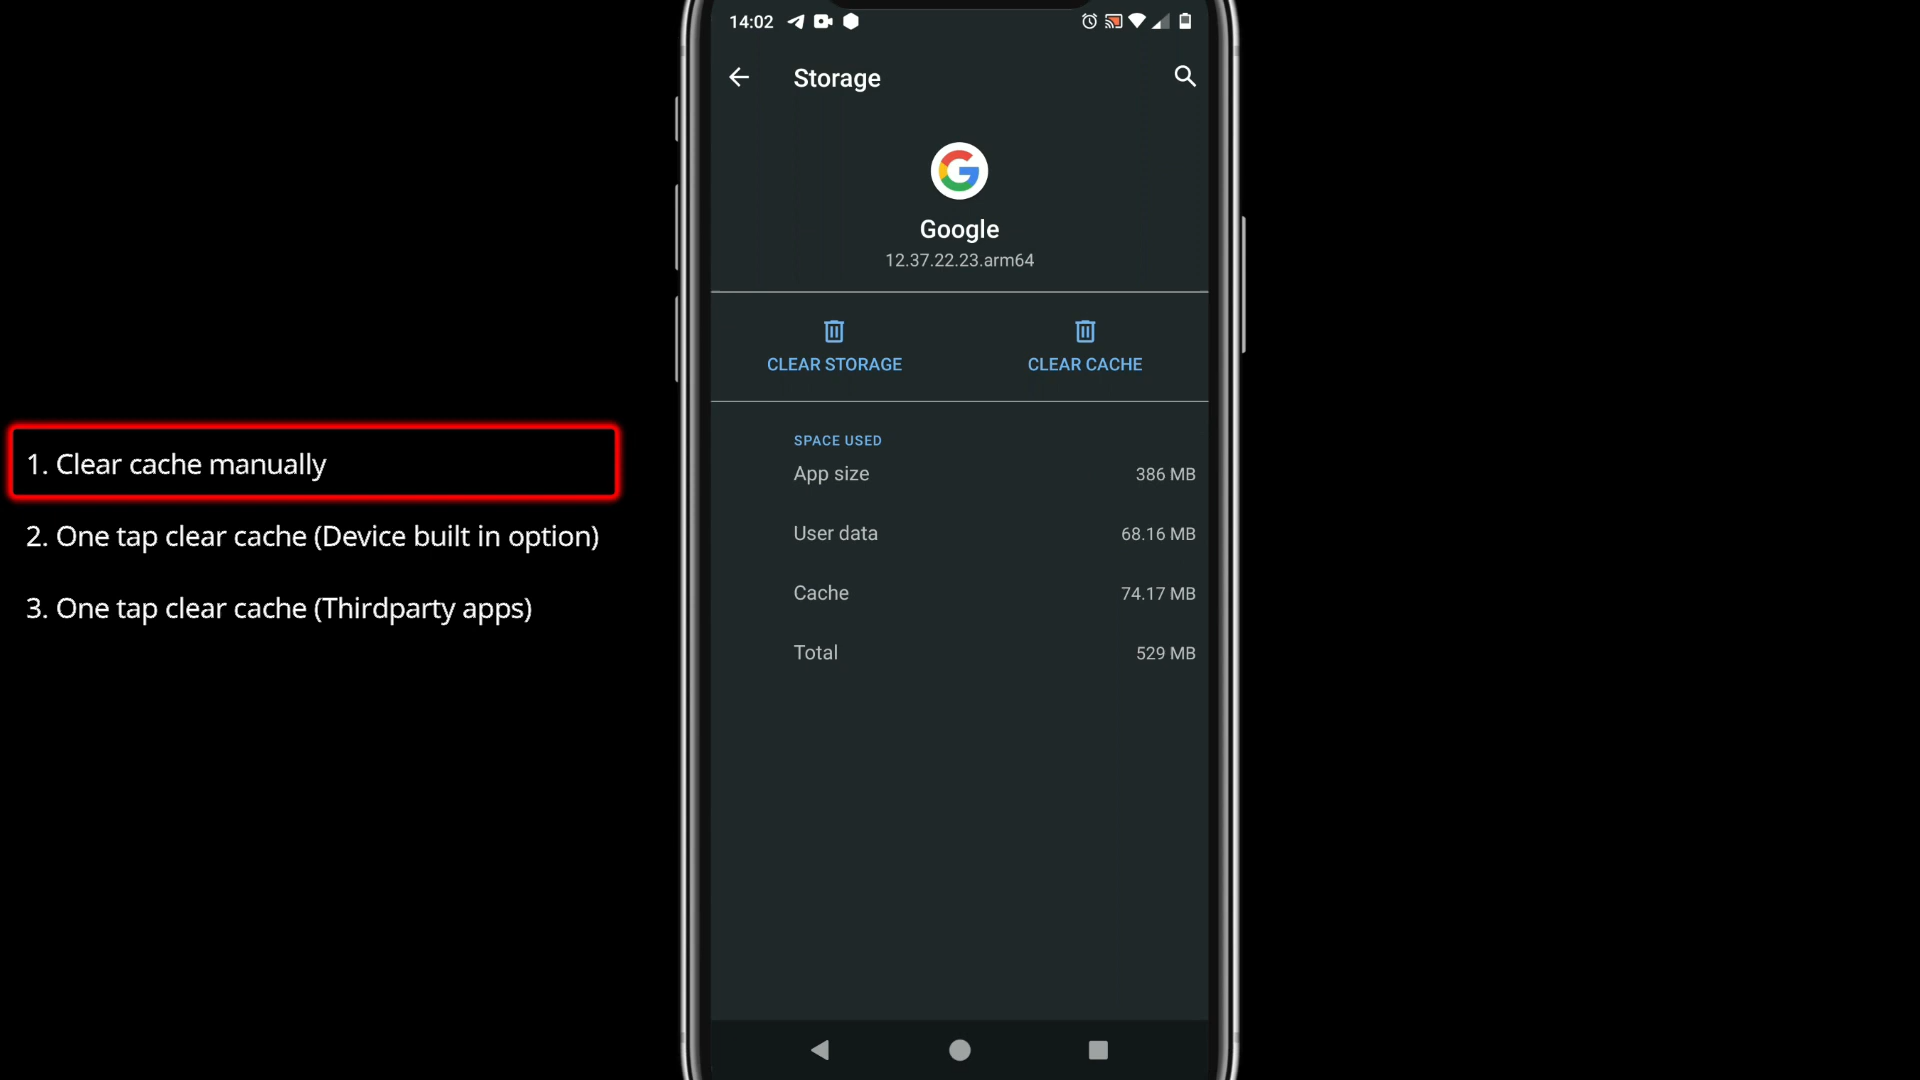 14:02
Storage
Google
12.37.22.23.arm64
CLEAR STORAGE
CLEAR CACHE
SPACE USED
App size 386 MB
User data 68.16 MB
Cache 74.17 MB
Total 529 MB
1. Clear cache manually
2. One tap clear cache (Device built in option)
3. One tap clear cache (Thirdparty apps)